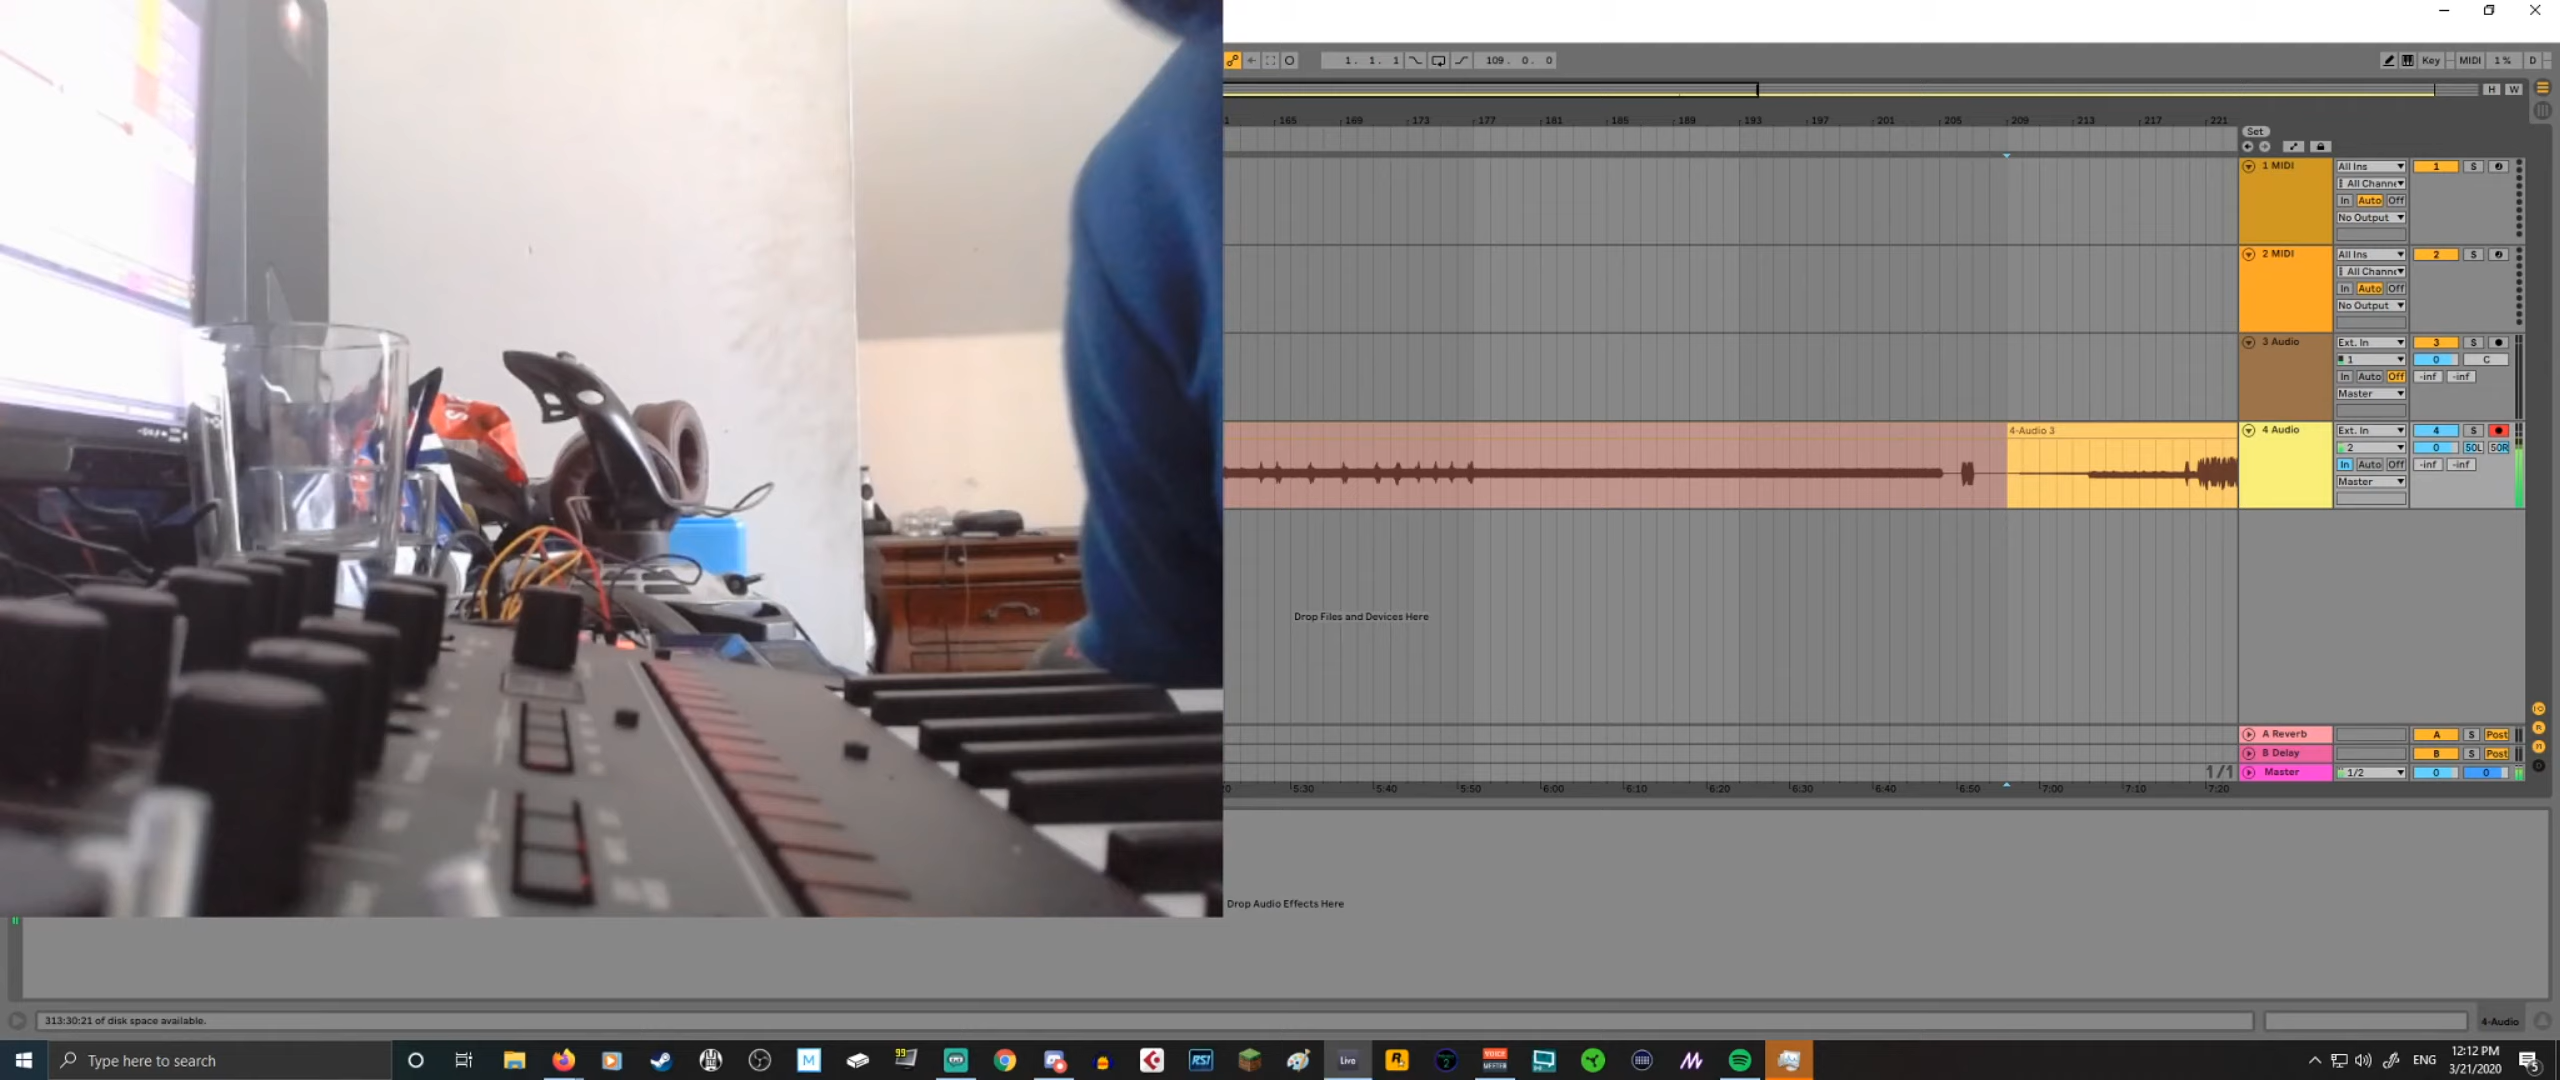 1. 1. 1
109. 0. 0
Key
MIDI
1 %
D
H W
165 169 173 177 181 185 189 193 197 201 205 209 213 217 221
Set
1 MIDI
All Ins
1
S
All Channe
In Auto Off
No Output
2 MIDI
All Ins
2
S
All Channe
In Auto Off
No Output
3 Audio
Ext. In
3
S
1
0
C
In Auto Off
-inf -inf
Master
4-Audio 3
4 Audio
Ext. In
4
S
2
0
50L 50R
In Auto Off
-inf -inf
Master
Drop Files and Devices Here
A Reverb
A
S
Post
B Delay
B
S
Post
1/1
Master
1/2
0
0
5:30 5:40 5:50 6:00 6:10 6:20 6:30 6:40 6:50 7:00 7:10 7:20
Drop Audio Effects Here
313:30:21 of disk space available.
4-Audio
Type here to search
M
99
RSI
Live
R
2
VOICE
MEETER
ENG
12:12 PM
3/21/2020
5